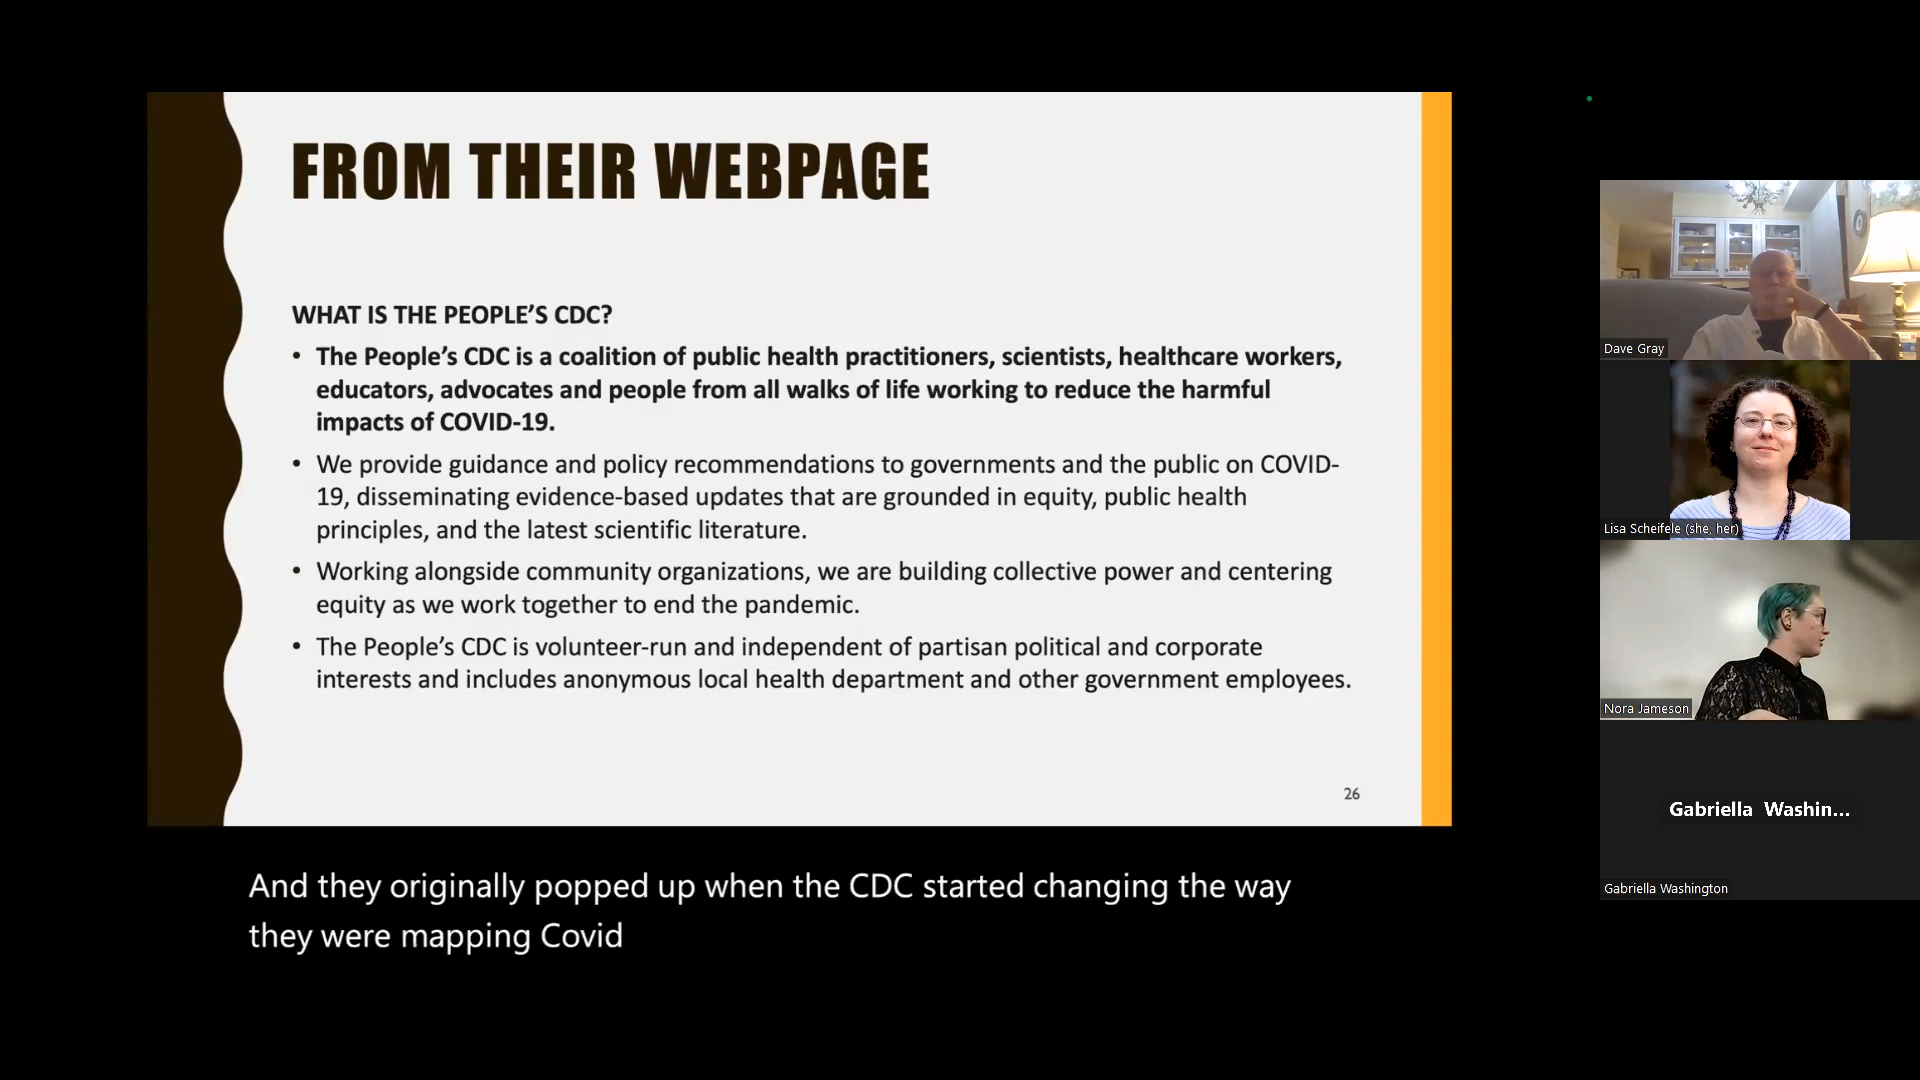 FROM THEIR WEBPAGE
WHAT IS THE PEOPLE’S CDC?
• The People’s CDC is a coalition of public health practitioners, scientists, healthcare workers,
educators, advocates and people from all walks of life working to reduce the harmful
impacts of COVID-19.
• We provide guidance and policy recommendations to governments and the public on COVID-
19, disseminating evidence-based updates that are grounded in equity, public health
principles, and the latest scientific literature.
• Working alongside community organizations, we are building collective power and centering
equity as we work together to end the pandemic.
• The People’s CDC is volunteer-run and independent of partisan political and corporate
interests and includes anonymous local health department and other government employees.
26
And they originally popped up when the CDC started changing the way
they were mapping Covid
Dave Gray
Lisa Scheifele (she, her)
Nora Jameson
Gabriella Washin...
Gabriella Washington